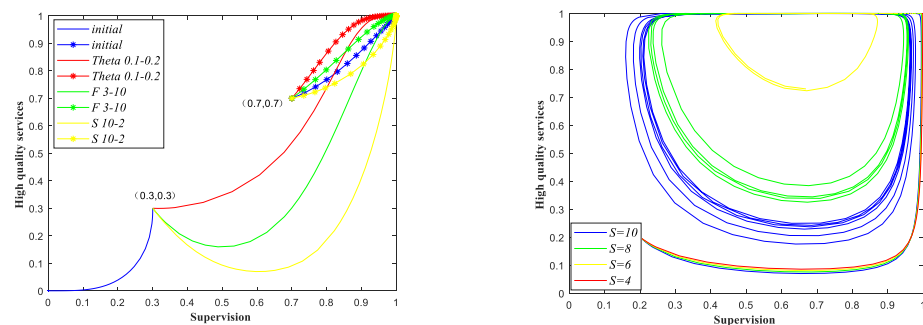 High quality services
1
0.9
0.8
0.7
0.6
0.5
0.4
0.3
0.2
0.1
0
initial
initial
Theta 0.1-0.2
Theta 0.1-0.2
F 3-10
F 3-10
S 10-2
S 10-2
(0.7,0.7)
(0.3,0.3)
0 0.1 0.2 0.3 0.4 0.5 0.6 0.7 0.8 0.9 1
Supervision
High quality services
1
0.9
0.8
0.7
0.6
0.5
0.4
0.3
0.2
0.1
0
S=10
S=8
S=6
S=4
0 0.1 0.2 0.3 0.4 0.5 0.6 0.7 0.8 0.9 1
Supervision